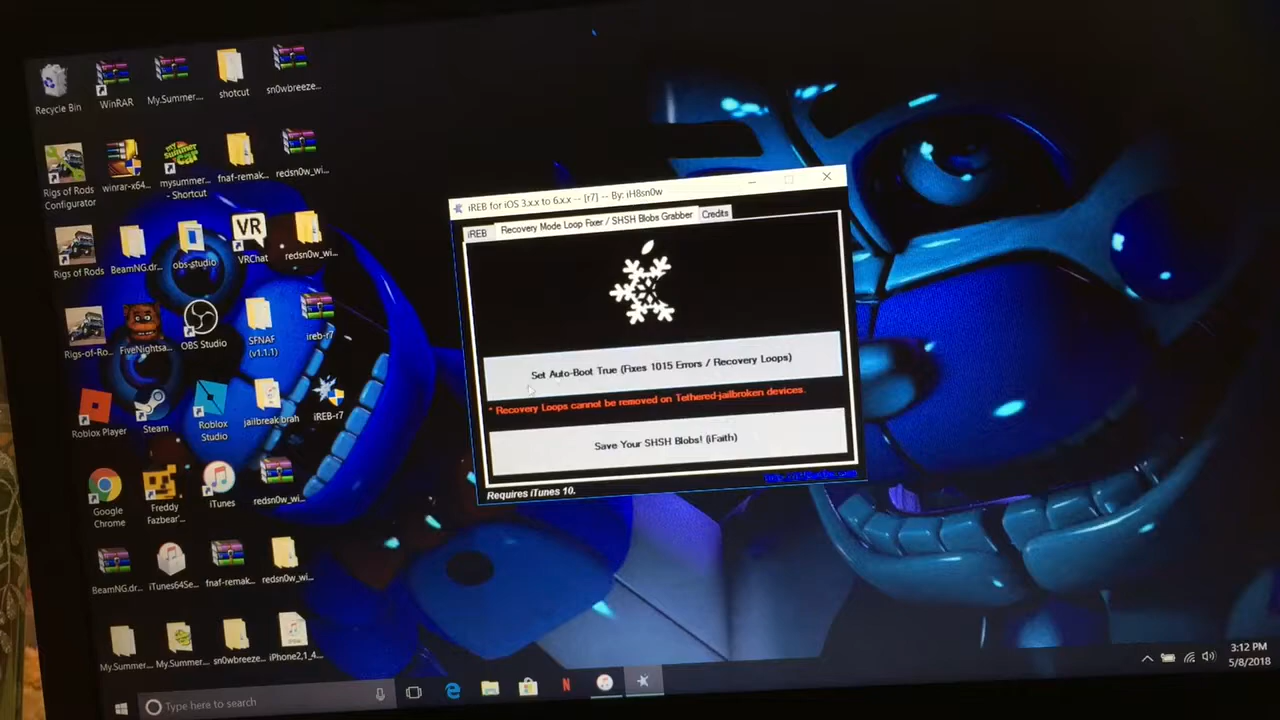 Recycle Bin
WinRAR
My.Summer....
shotcut
sn0wbreeze...
Rigs of Rods
Configurator
winrar-x64...
mysummer...
- Shortcut
fnaf-remak...
redsn0w_wi...
Rigs of Rods
BeamNG.dr...
obs-studio
VR
VRChat
redsn0w_wi...
Rigs-of-Ro...
FiveNightsa...
OBS Studio
SFNAF
(v1.1.1)
ireb-r7
Roblox Player
Steam
Roblox
Studio
jailbreak brah
iREB-r7
Google
Chrome
Freddy
Fazbear'...
iTunes
redsn0w_wi...
BeamNG.dr...
iTunes64Se...
fnaf-remak...
redsn0w_wi...
My.Summer...
My.Summer...
sn0wbreeze...
iPhone2,1_4...
iREB for iOS 3.x.x to 6.x.x -- [r7] -- By: iH8sn0w
iREB
Recovery Mode Loop Fixer / SHSH Blobs Grabber
Credits
Set Auto-Boot True (Fixes 1015 Errors / Recovery Loops)
* Recovery Loops cannot be removed on Tethered-jailbroken devices.
Save Your SHSH Blobs! (iFaith)
Requires iTunes 10.
Type here to search
3:12 PM
5/8/2018